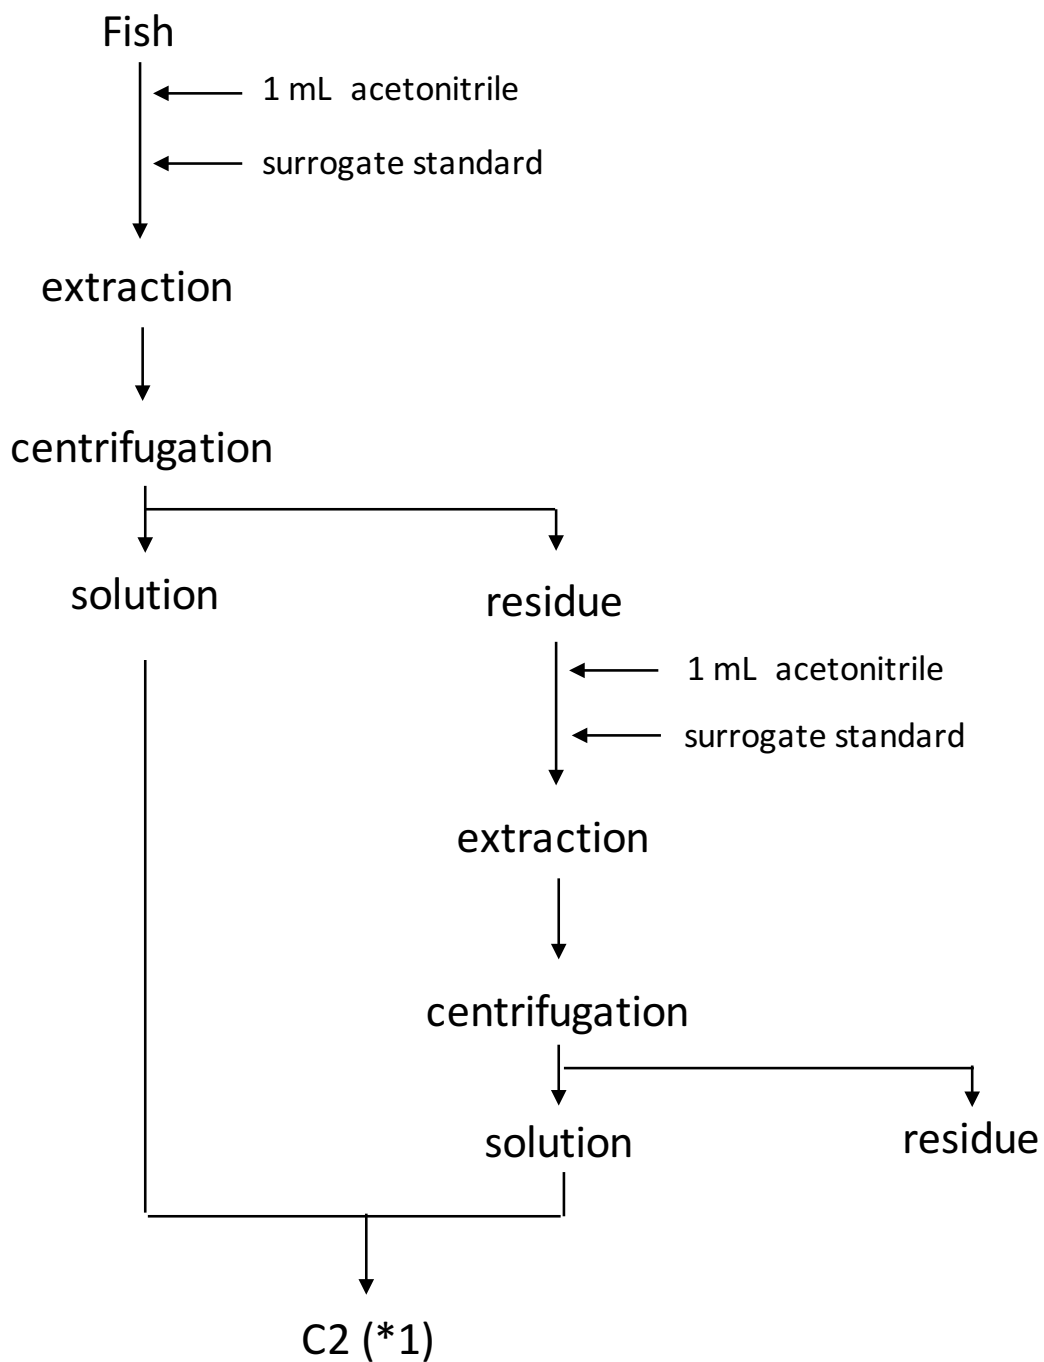 Fish
1 mL acetonitrile
surrogate standard
extraction
centrifugation
solution
residue
1 mL acetonitrile
surrogate standard
extraction
centrifugation
solution
residue
C2 (*1)